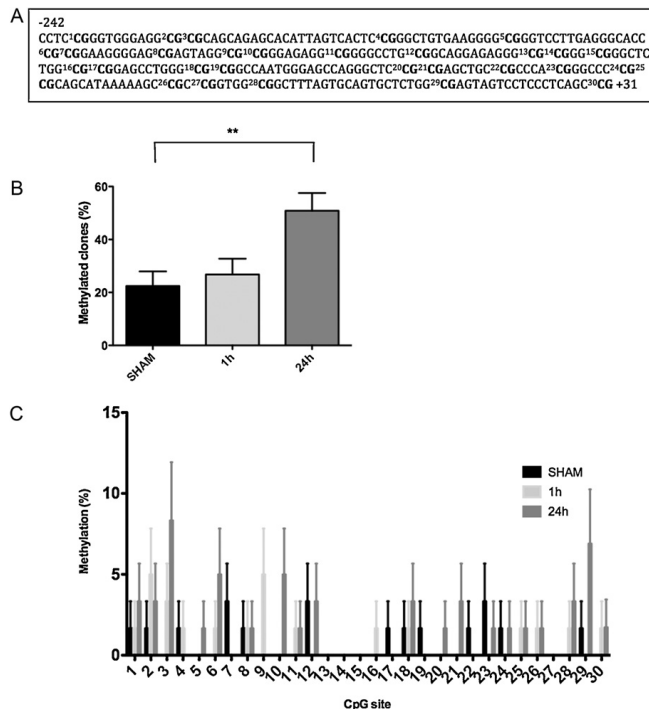 A
-242
CCTC¹CGGGTGGGAGG²CG³CGCAGCAGAGCACATTAGTCACTC⁴CGGGCTGTGAAGGGG⁵CGGGTCCTTGAGGGCACC
⁶CG⁷CGGAAGGGGAG⁸CGAGTAGG⁹CG¹⁰CGGGAGAGG¹¹CGGGGCCTG¹²CGGCAGGAGAGGG¹³CG¹⁴CGGG¹⁵CGGGCTC
TGG¹⁶CG¹⁷CGGAGCCTGGG¹⁸CG¹⁹CGGCCAATGGGAGCCAGGGCTC²⁰CG²¹CGAGCTGC²²CGCCCA²³CGGGCCC²⁴CG²⁵
CGCAGCATAAAAAGC²⁶CGC²⁷CGGTGG²⁸CGGCTTTAGTGCAGTGCTCTGG²⁹CGAGTAGTCCTCCCTCAGC³⁰CG +31
B
**
Methylated clones (%)
60
40
20
0
SHAM 1h 24h
C
Methylation (%)
15
10
5
0
SHAM
1h
24h
1 2 3 4 5 6 7 8 9 10 11 12 13 14 15 16 17 18 19 20 21 22 23 24 25 26 27 28 29 30
CpG site